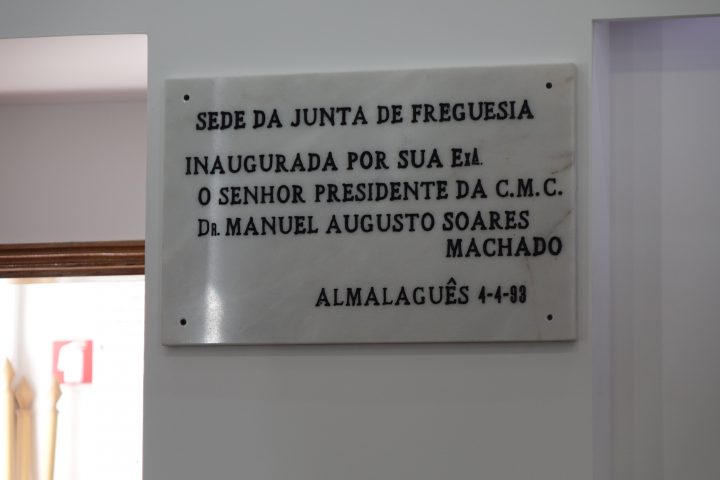 SEDE DA JUNTA DE FREGUESIA
INAUGURADA POR SUA ExA.
O SENHOR PRESIDENTE DA C.M.C.
DR. MANUEL AUGUSTO SOARES
MACHADO
ALMALAGUÊS 4-4-93